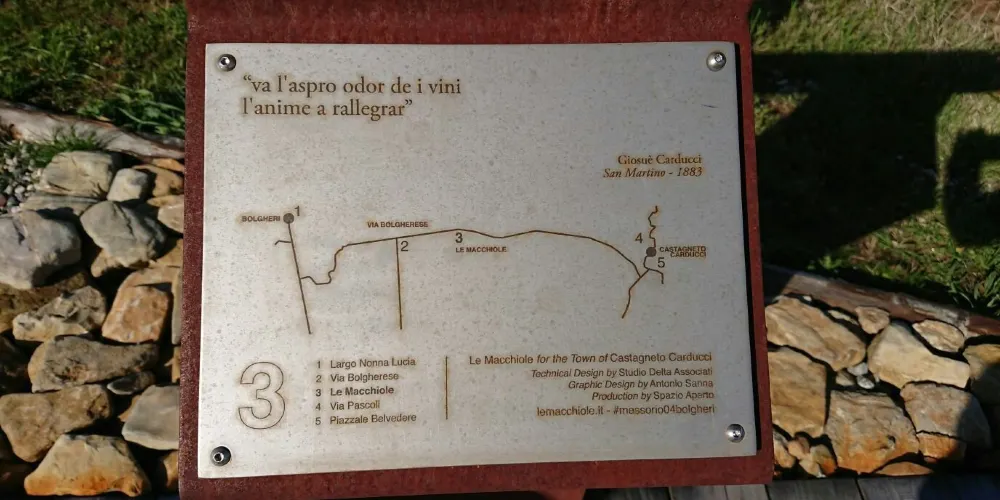 “va l'aspro odor de i vini
l'anime a rallegrar”
Giosuè Carducci
San Martino - 1883
BOLGHERI 1
VIA BOLGHERESE
2
3
LE MACCHIOLE
4
CASTAGNETO
CARDUCCI
5
3
1 Largo Nonna Lucia
2 Via Bolgherese
3 Le Macchiole
4 Via Pascoli
5 Piazzale Belvedere
Le Macchiole for the Town of Castagneto Carducci
Technical Design by Studio Delta Associati
Graphic Design by Antonio Sanna
Production by Spazio Aperto
lemacchiole.it - #messorio04bolgheri